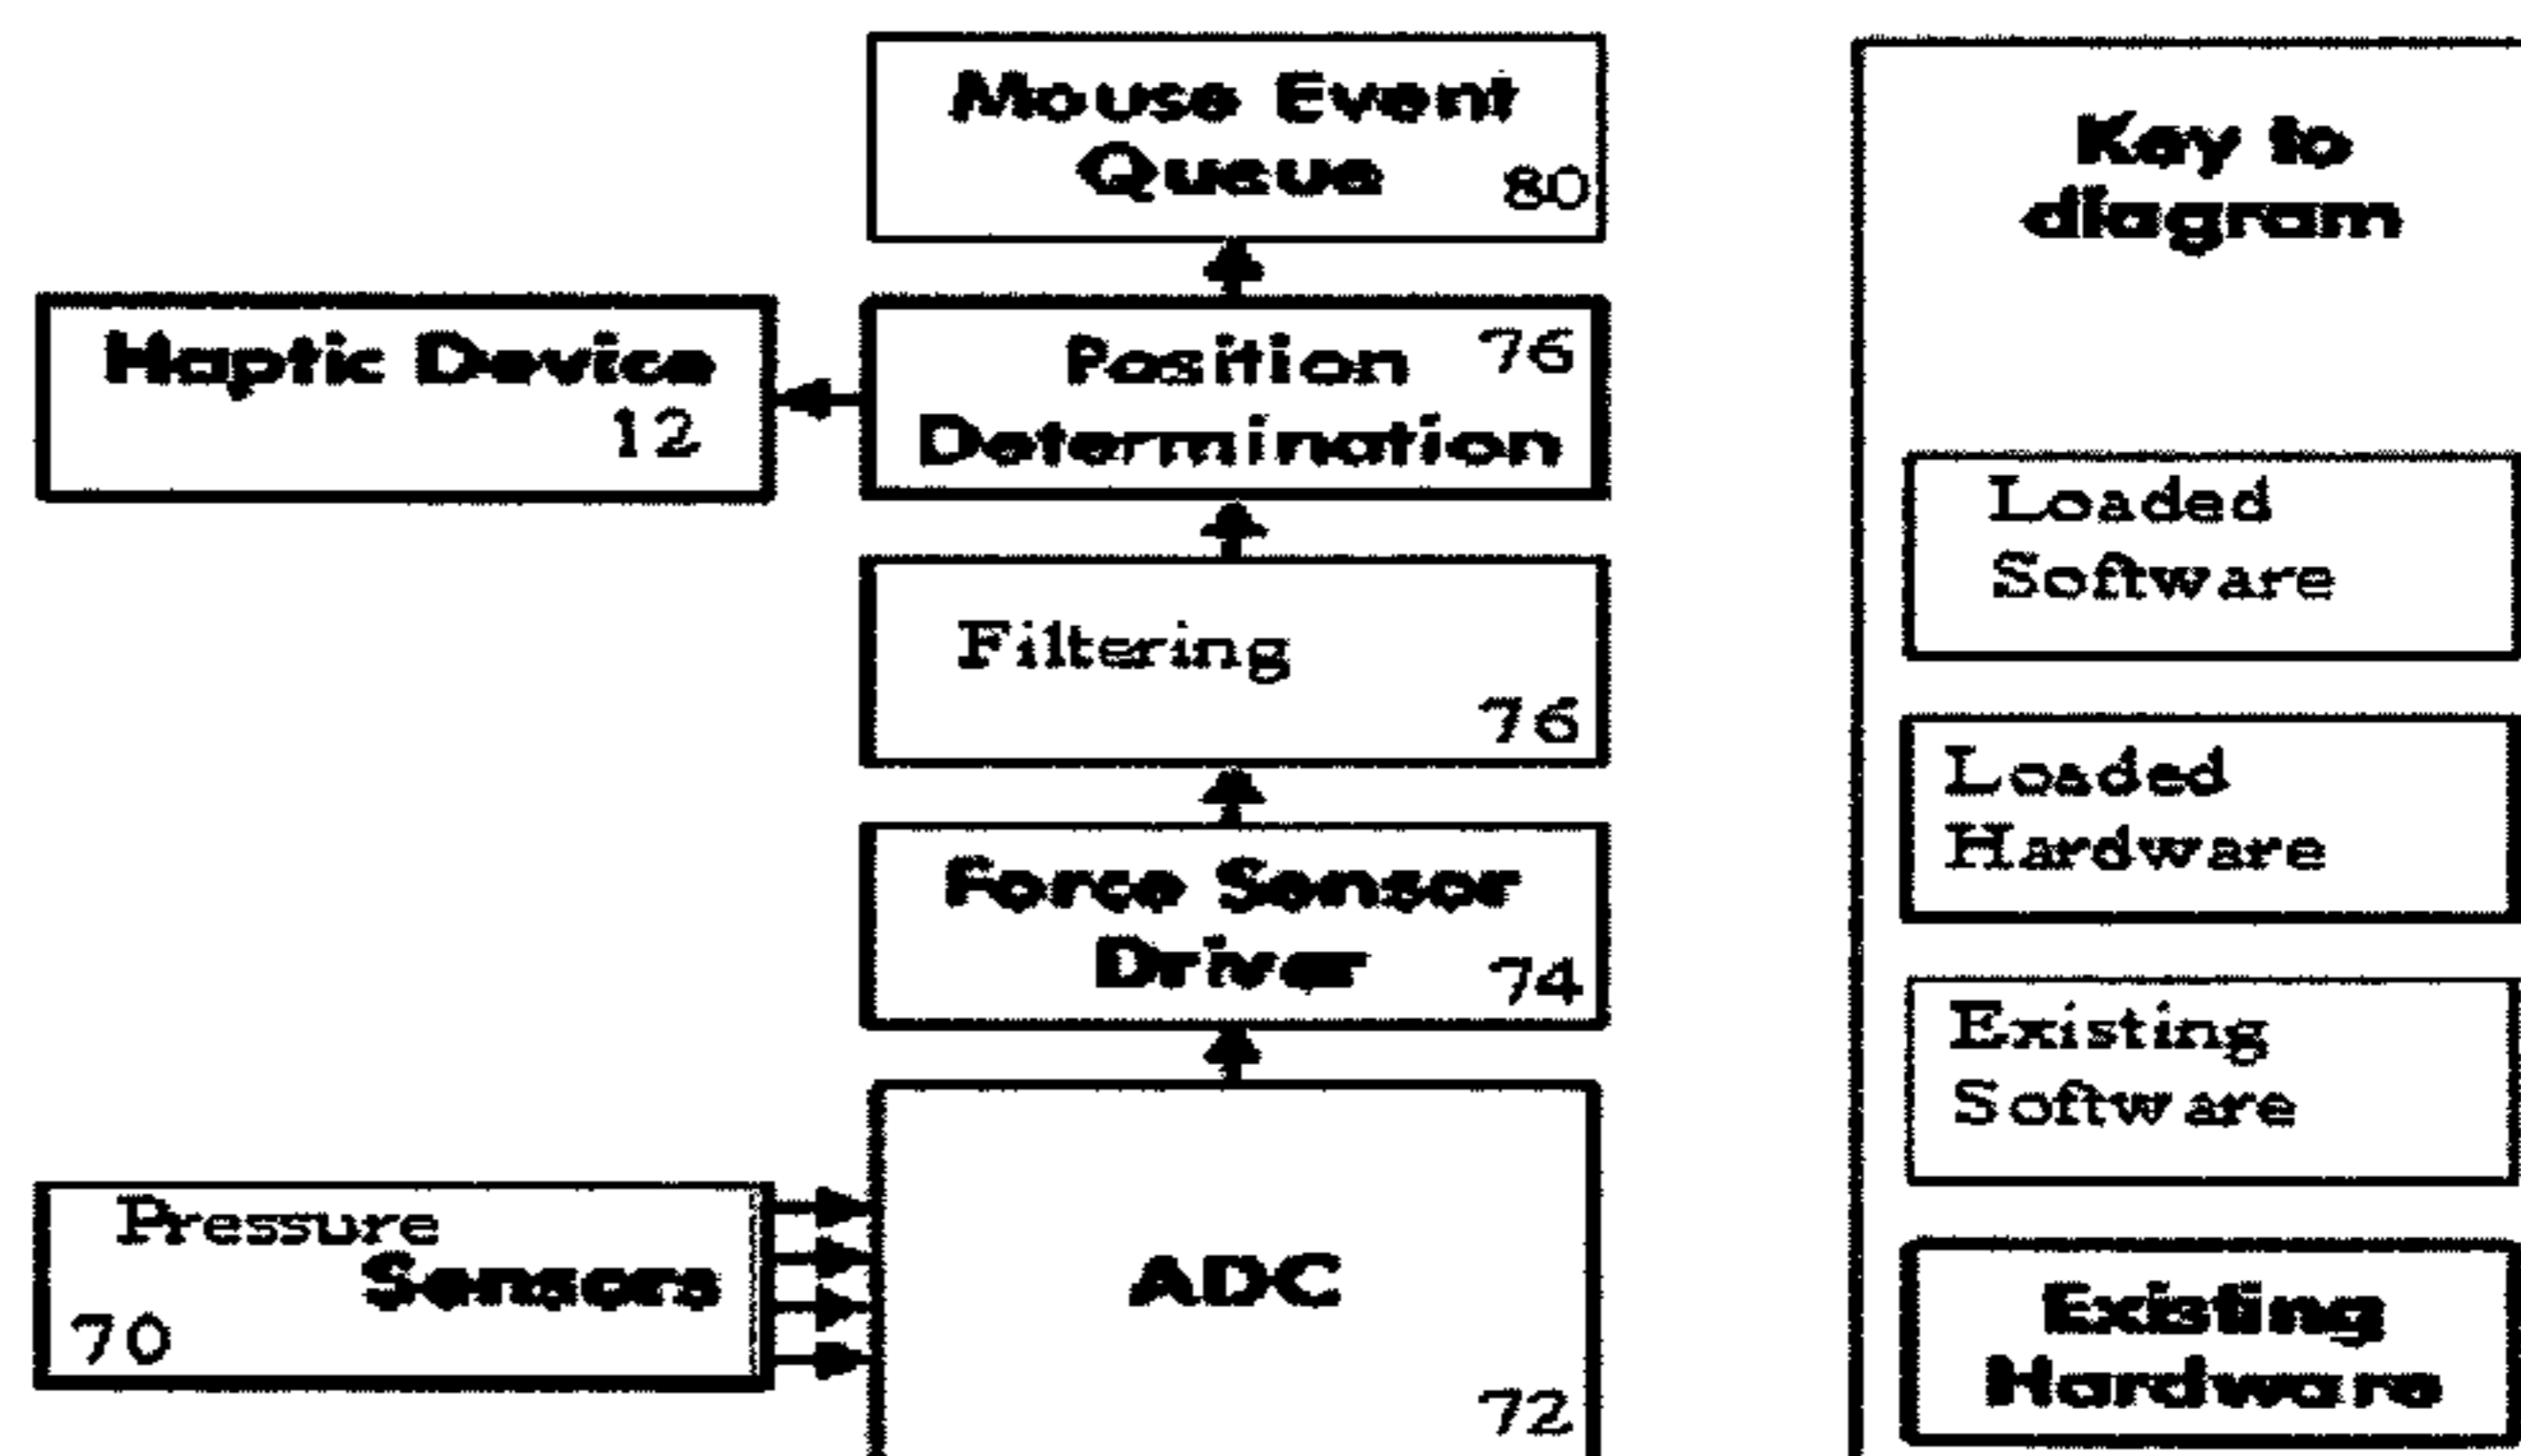 Mouse Event
Queue
80
Haptic Device
12
Position
76
Determination
Filtering
76
Force Sensor
Driver
74
Pressure
Sensors
70
ADC
72
Key to
diagram
Loaded
Software
Loaded
Hardware
Existing
Software
Existing
Hardware